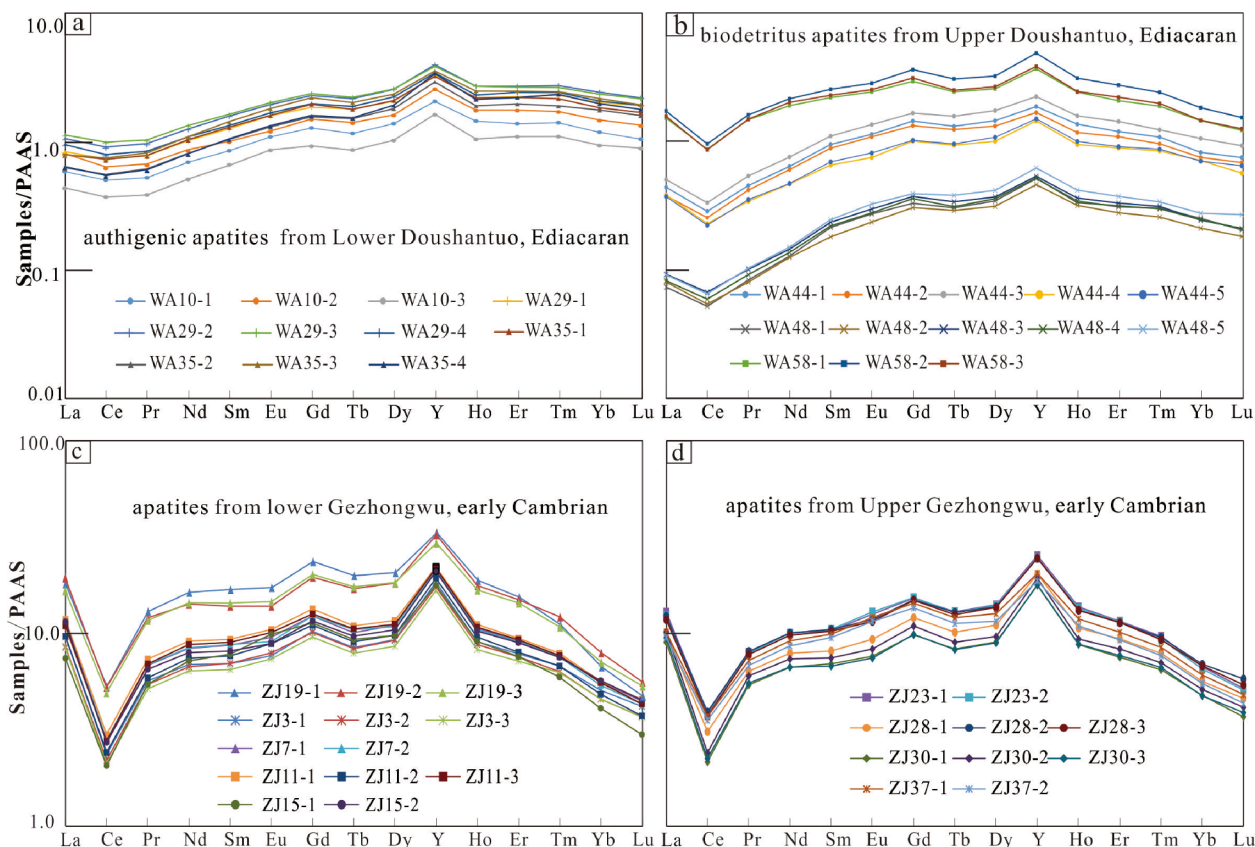 a
10.0
1.0
0.1
0.01
Samples/PAAS
authigenic apatites from Lower Doushantuo, Ediacaran
WA10-1 WA10-2 WA10-3 WA29-1
WA29-2 WA29-3 WA29-4 WA35-1
WA35-2 WA35-3 WA35-4
La Ce Pr Nd Sm Eu Gd Tb Dy Y Ho Er Tm Yb Lu
b
biodetritus apatites from Upper Doushantuo, Ediacaran
WA44-1 WA44-2 WA44-3 WA44-4 WA44-5
WA48-1 WA48-2 WA48-3 WA48-4 WA48-5
WA58-1 WA58-2 WA58-3
La Ce Pr Nd Sm Eu Gd Tb Dy Y Ho Er Tm Yb Lu
c
100.0
10.0
1.0
Samples/PAAS
apatites from lower Gezhongwu, early Cambrian
ZJ19-1 ZJ19-2 ZJ19-3
ZJ3-1 ZJ3-2 ZJ3-3
ZJ7-1 ZJ7-2
ZJ11-1 ZJ11-2 ZJ11-3
ZJ15-1 ZJ15-2
La Ce Pr Nd Sm Eu Gd Tb Dy Y Ho Er Tm Yb Lu
d
apatites from Upper Gezhongwu, early Cambrian
ZJ23-1 ZJ23-2
ZJ28-1 ZJ28-2 ZJ28-3
ZJ30-1 ZJ30-2 ZJ30-3
ZJ37-1 ZJ37-2
La Ce Pr Nd Sm Eu Gd Tb Dy Y Ho Er Tm Yb Lu